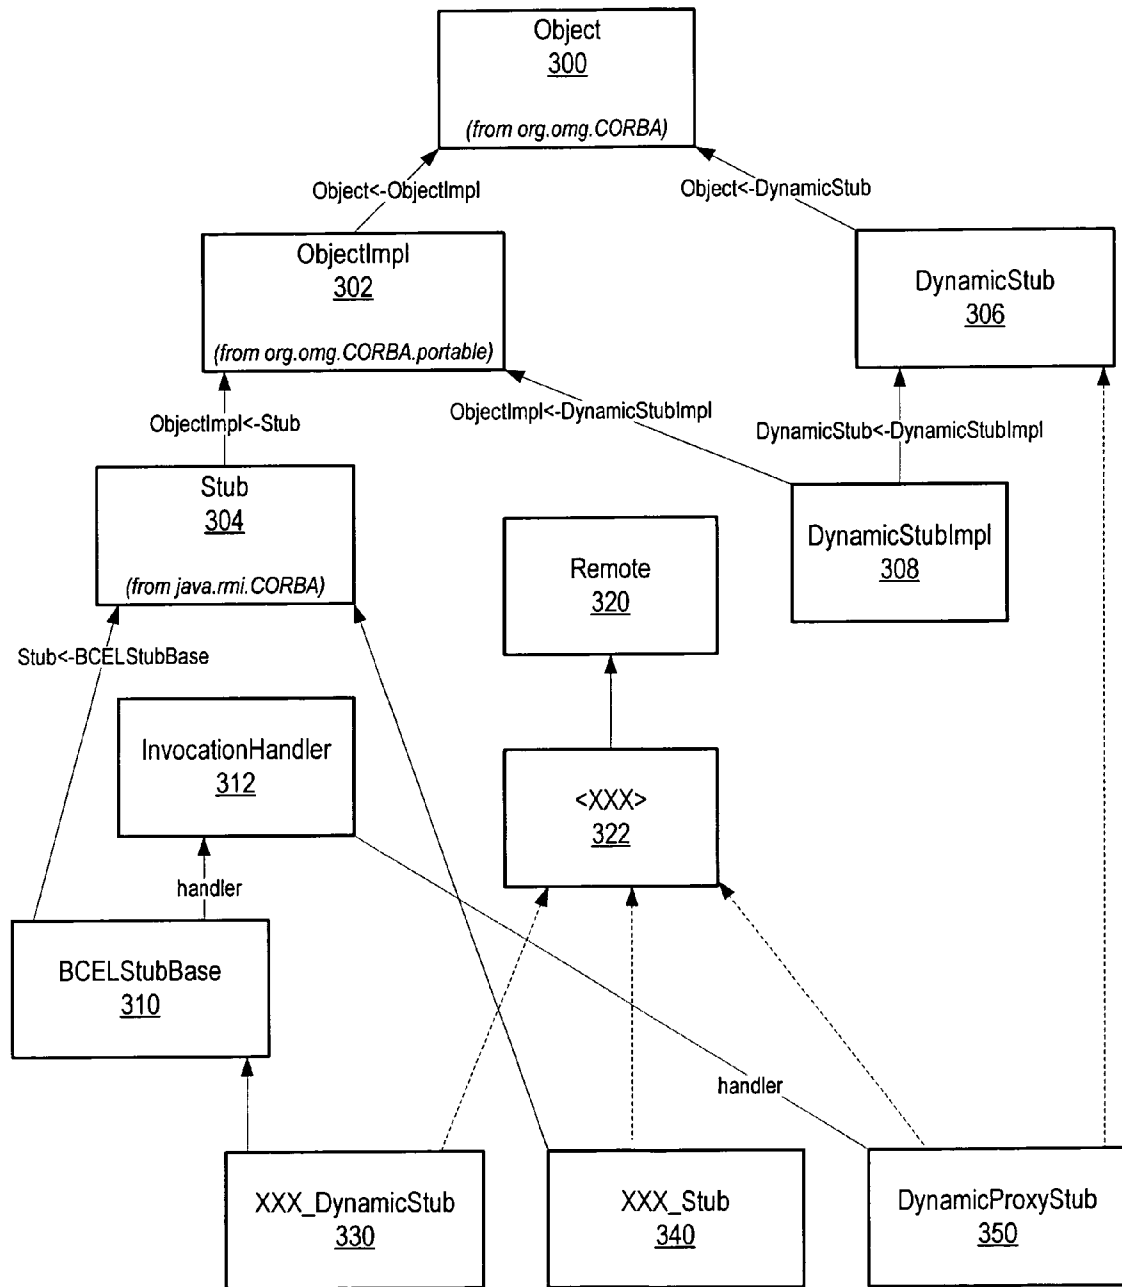 Object
300
(from org.omg.CORBA)
Object<-ObjectImpl
Object<-DynamicStub
ObjectImpl
302
(from org.omg.CORBA.portable)
DynamicStub
306
ObjectImpl<-Stub
ObjectImpl<-DynamicStubImpl
DynamicStub<-DynamicStubImpl
Stub
304
(from java.rmi.CORBA)
DynamicStubImpl
308
Remote
320
Stub<-BCELStubBase
InvocationHandler
312
<XXX>
322
handler
BCELStubBase
310
handler
XXX_DynamicStub
330
XXX_Stub
340
DynamicProxyStub
350